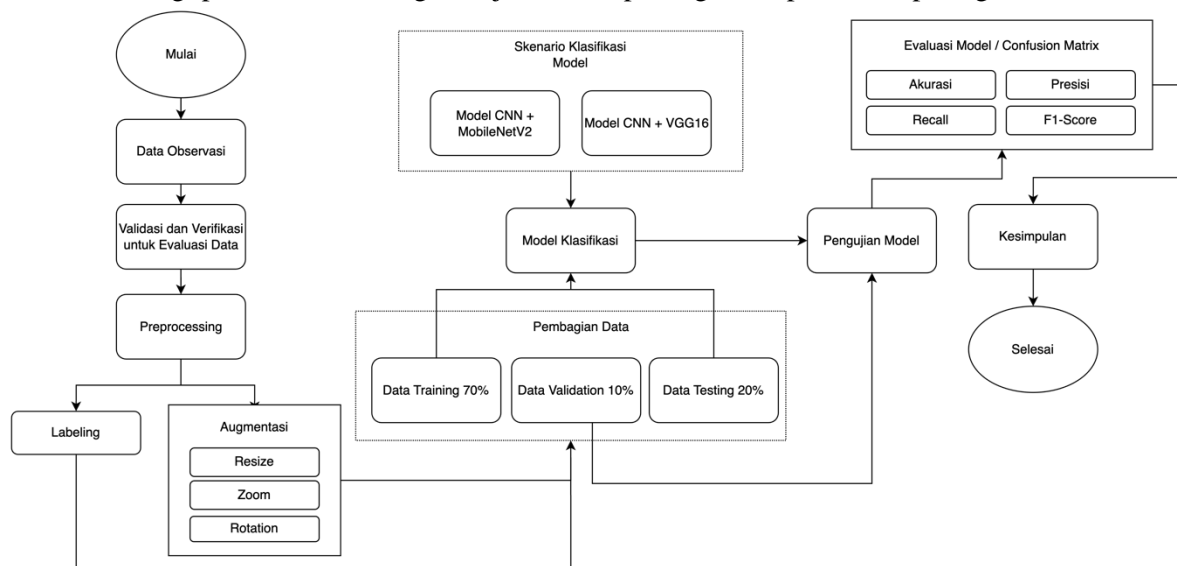 Mulai
Data Observasi
Validasi dan Verifikasi
untuk Evaluasi Data
Preprocessing
Labeling
Augmentasi
Resize
Zoom
Rotation
Skenario Klasifikasi
Model
Model CNN +
MobileNetV2
Model CNN + VGG16
Model Klasifikasi
Pembagian Data
Data Training 70%
Data Validation 10%
Data Testing 20%
Pengujian Model
Evaluasi Model / Confusion Matrix
Akurasi
Presisi
Recall
F1-Score
Kesimpulan
Selesai